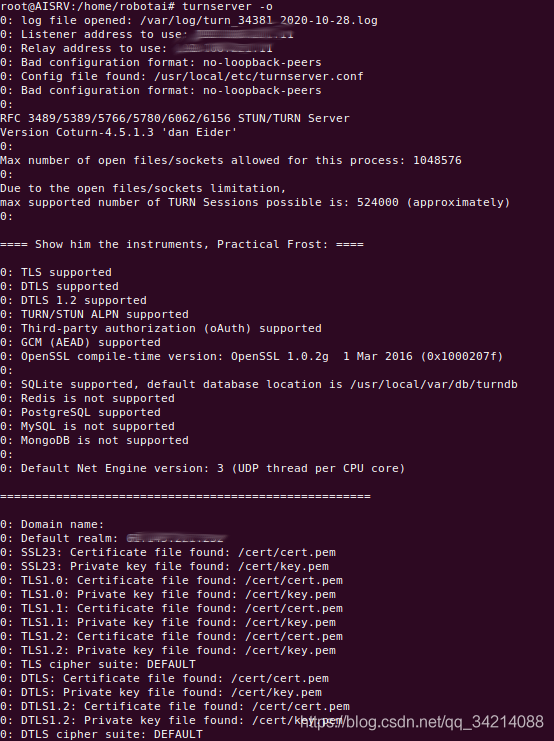 root@AISRV:/home/robotai# turnserver -o
0: log file opened: /var/log/turn_34381_2020-10-28.log
0: Listener address to use:
0: Relay address to use:
0: Bad configuration format: no-loopback-peers
0: Config file found: /usr/local/etc/turnserver.conf
0: Bad configuration format: no-loopback-peers
0:
RFC 3489/5389/5766/5780/6062/6156 STUN/TURN Server
Version Coturn-4.5.1.3 'dan Eider'
0:
Max number of open files/sockets allowed for this process: 1048576
0:
Due to the open files/sockets limitation,
max supported number of TURN Sessions possible is: 524000 (approximately)
0:
==== Show him the instruments, Practical Frost: ====
0: TLS supported
0: DTLS supported
0: DTLS 1.2 supported
0: TURN/STUN ALPN supported
0: Third-party authorization (oAuth) supported
0: GCM (AEAD) supported
0: OpenSSL compile-time version: OpenSSL 1.0.2g  1 Mar 2016 (0x1000207f)
0:
0: SQLite supported, default database location is /usr/local/var/db/turndb
0: Redis is not supported
0: PostgreSQL supported
0: MySQL is not supported
0: MongoDB is not supported
0:
0: Default Net Engine version: 3 (UDP thread per CPU core)
=====================================================
0: Domain name:
0: Default realm:
0: SSL23: Certificate file found: /cert/cert.pem
0: SSL23: Private key file found: /cert/key.pem
0: TLS1.0: Certificate file found: /cert/cert.pem
0: TLS1.0: Private key file found: /cert/key.pem
0: TLS1.1: Certificate file found: /cert/cert.pem
0: TLS1.1: Private key file found: /cert/key.pem
0: TLS1.2: Certificate file found: /cert/cert.pem
0: TLS1.2: Private key file found: /cert/key.pem
0: TLS cipher suite: DEFAULT
0: DTLS: Certificate file found: /cert/cert.pem
0: DTLS: Private key file found: /cert/key.pem
0: DTLS1.2: Certificate file found: /cert/cert.pem
0: DTLS1.2: Private key file found: /cert/key.pem
https://blog.csdn.net/qq_34214088
0: DTLS cipher suite: DEFAULT